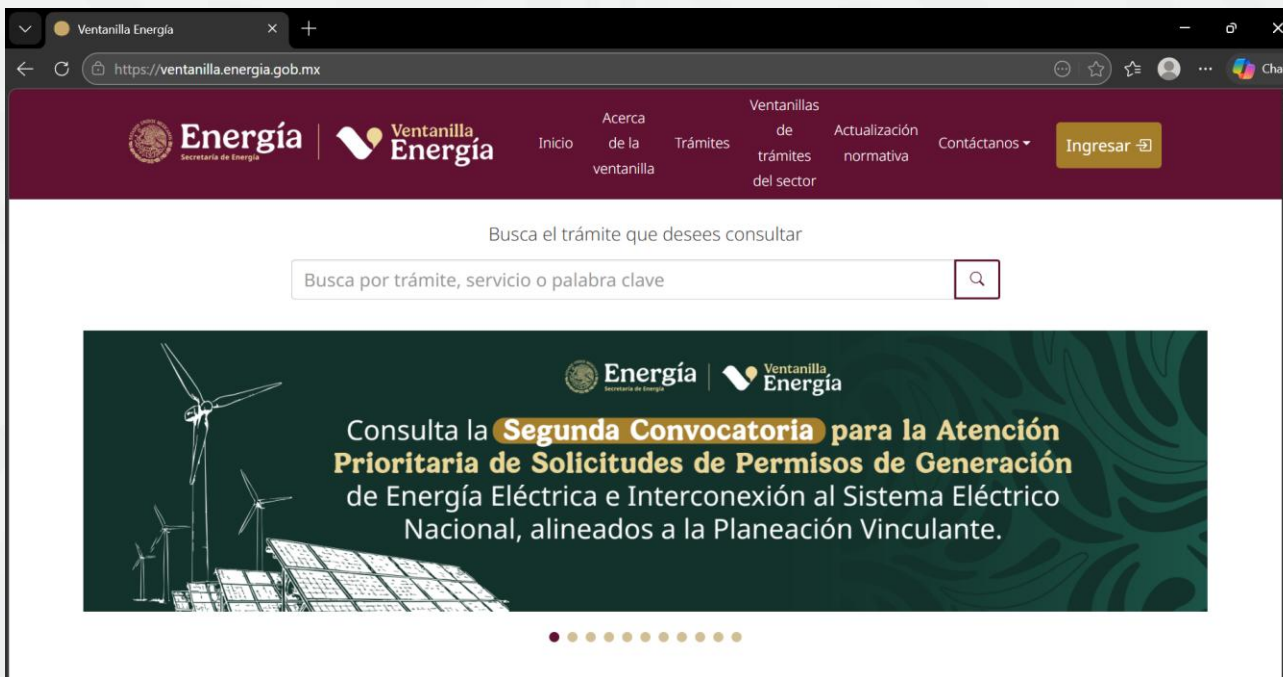 Ventanilla Energía
https://ventanilla.energia.gob.mx
Cha
Energía
Secretaría de Energía
Ventanilla
Energía
Inicio
Acerca
de la
ventanilla
Trámites
Ventanillas
de
trámites
del sector
Actualización
normativa
Contáctanos
Ingresar
Busca el trámite que desees consultar
Busca por trámite, servicio o palabra clave
Energía
Secretaría de Energía
Ventanilla
Energía
Consulta la Segunda Convocatoria para la Atención
Prioritaria de Solicitudes de Permisos de Generación
de Energía Eléctrica e Interconexión al Sistema Eléctrico
Nacional, alineados a la Planeación Vinculante.